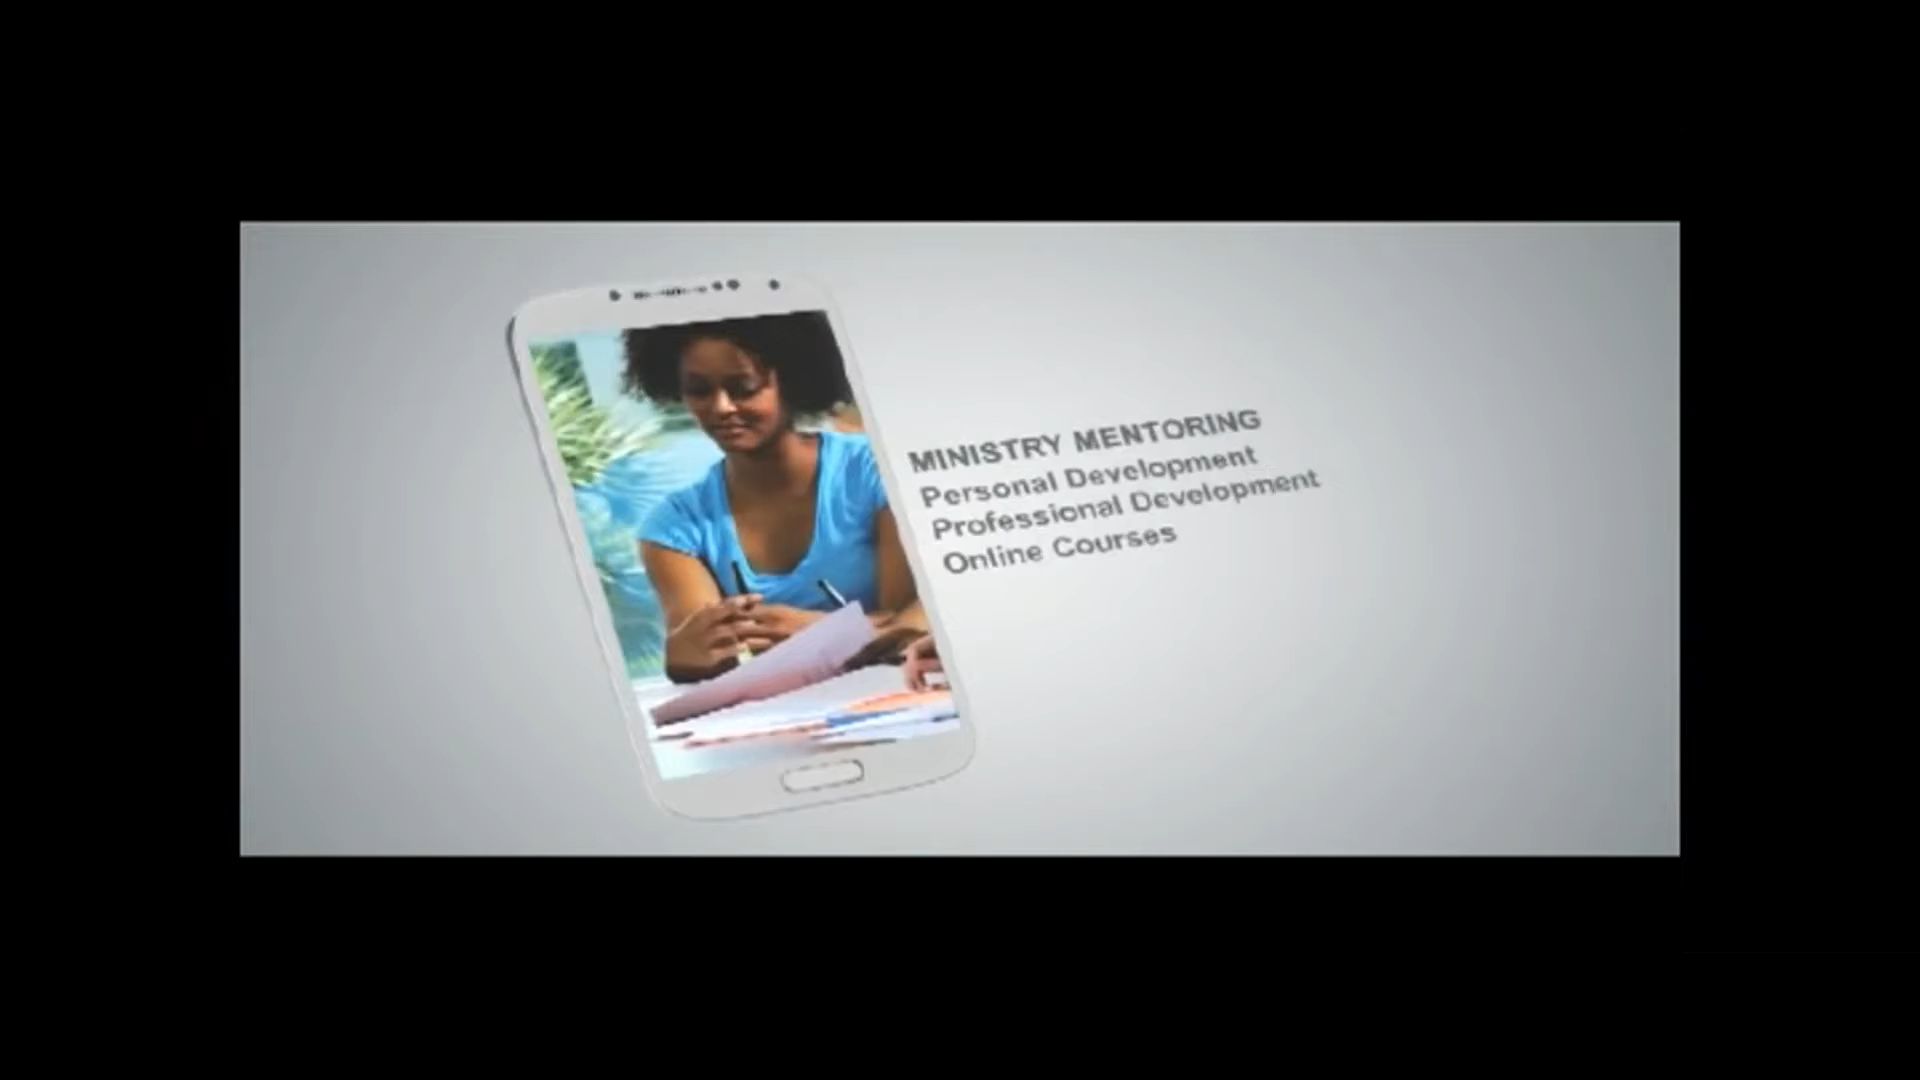 MINISTRY MENTORING
Personal Development
Professional Development
Online Courses